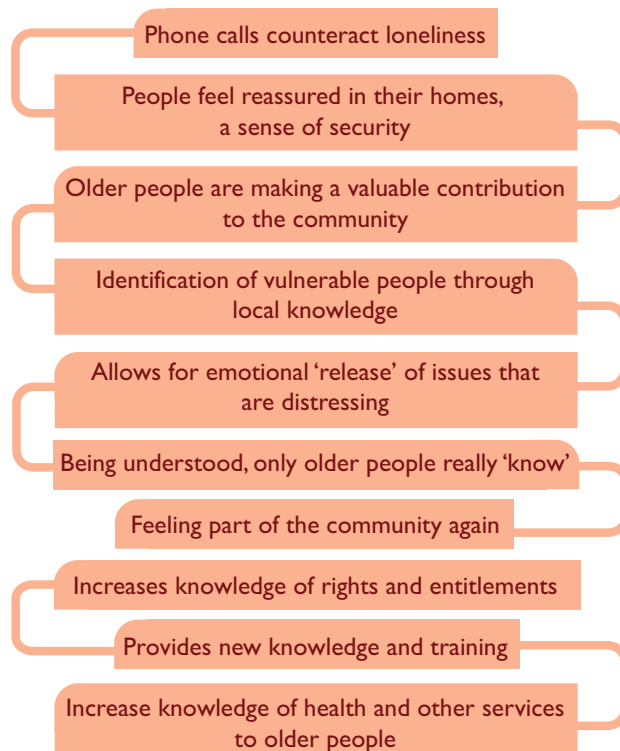 Phone calls counteract loneliness
People feel reassured in their homes,
a sense of security
Older people are making a valuable contribution
to the community
Identification of vulnerable people through
local knowledge
Allows for emotional ‘release’ of issues that
are distressing
Being understood, only older people really ‘know’
Feeling part of the community again
Increases knowledge of rights and entitlements
Provides new knowledge and training
Increase knowledge of health and other services
to older people